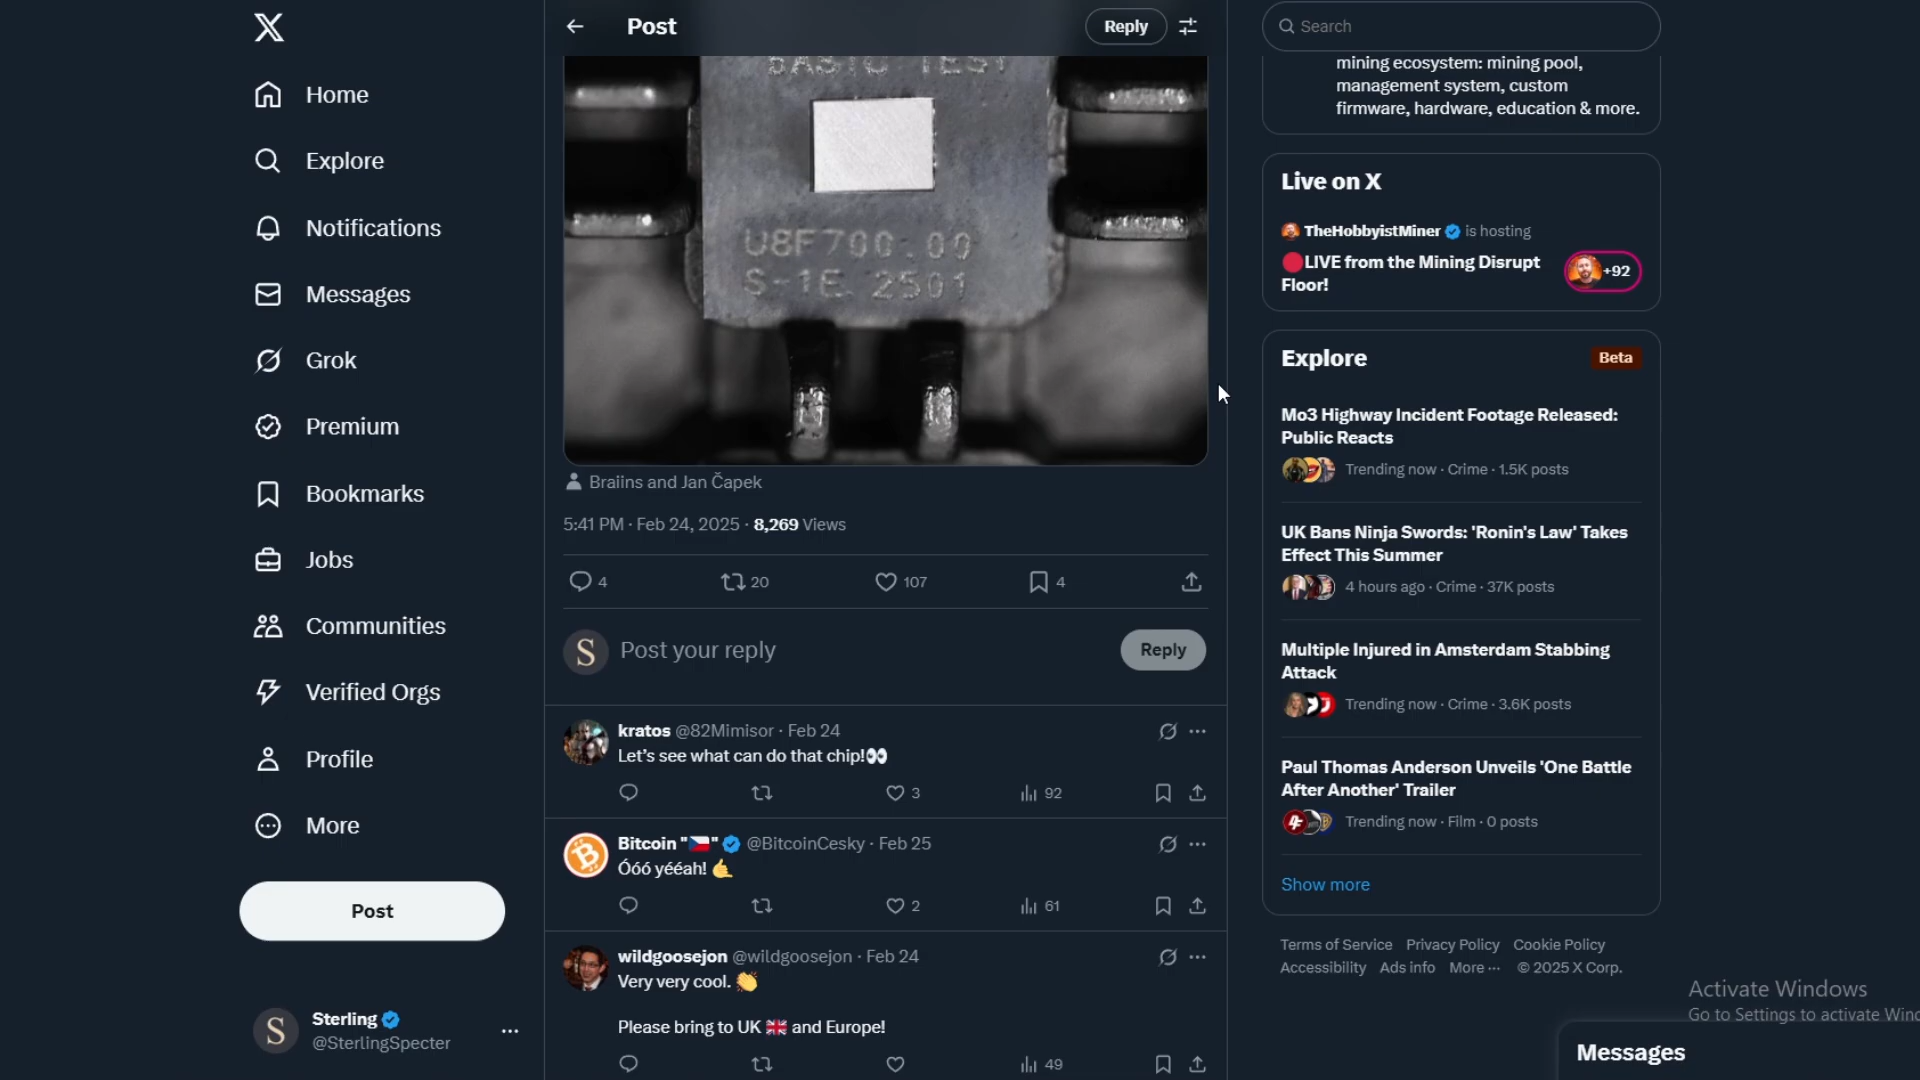 Home
Explore
Notifications
Messages
Grok
Premium
Bookmarks
Jobs
Communities
Verified Orgs
Profile
More
Post
Sterling
@SterlingSpecter
Post
Reply
BASIC TEST
U8F700.00
S-1E 2501
Braiins and Jan Čapek
5:41 PM · Feb 24, 2025 · 8,269 Views
4 20 107 4
S Post your reply Reply
kratos @82Mimisor · Feb 24
Let's see what can do that chip!👀
3 92
Bitcoin "🇨🇿" @BitcoinCesky · Feb 25
Óóó yééah! 🤙
2 61
wildgoosejon @wildgoosejon · Feb 24
Very very cool. 👏
Please bring to UK 🇬🇧 and Europe!
49
Search
mining ecosystem: mining pool,
management system, custom
firmware, hardware, education & more.
Live on X
TheHobbyistMiner is hosting
🔴LIVE from the Mining Disrupt
Floor!
+92
Explore
Beta
Mo3 Highway Incident Footage Released:
Public Reacts
Trending now · Crime · 1.5K posts
UK Bans Ninja Swords: 'Ronin's Law' Takes
Effect This Summer
4 hours ago · Crime · 37K posts
Multiple Injured in Amsterdam Stabbing
Attack
Trending now · Crime · 3.6K posts
Paul Thomas Anderson Unveils 'One Battle
After Another' Trailer
Trending now · Film · 0 posts
Show more
Terms of Service Privacy Policy Cookie Policy
Accessibility Ads info More ··· © 2025 X Corp.
Activate Windows
Go to Settings to activate Winc
Messages